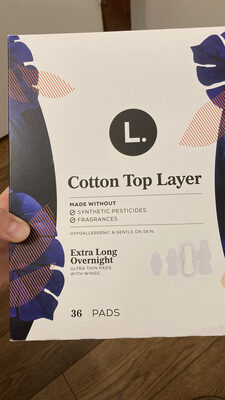 L.
Cotton Top Layer
MADE WITHOUT
SYNTHETIC PESTICIDES
FRAGRANCES
HYPOALLERGENIC & GENTLE ON SKIN
Extra Long
Overnight
ULTRA THIN PADS
WITH WINGS
36 PADS